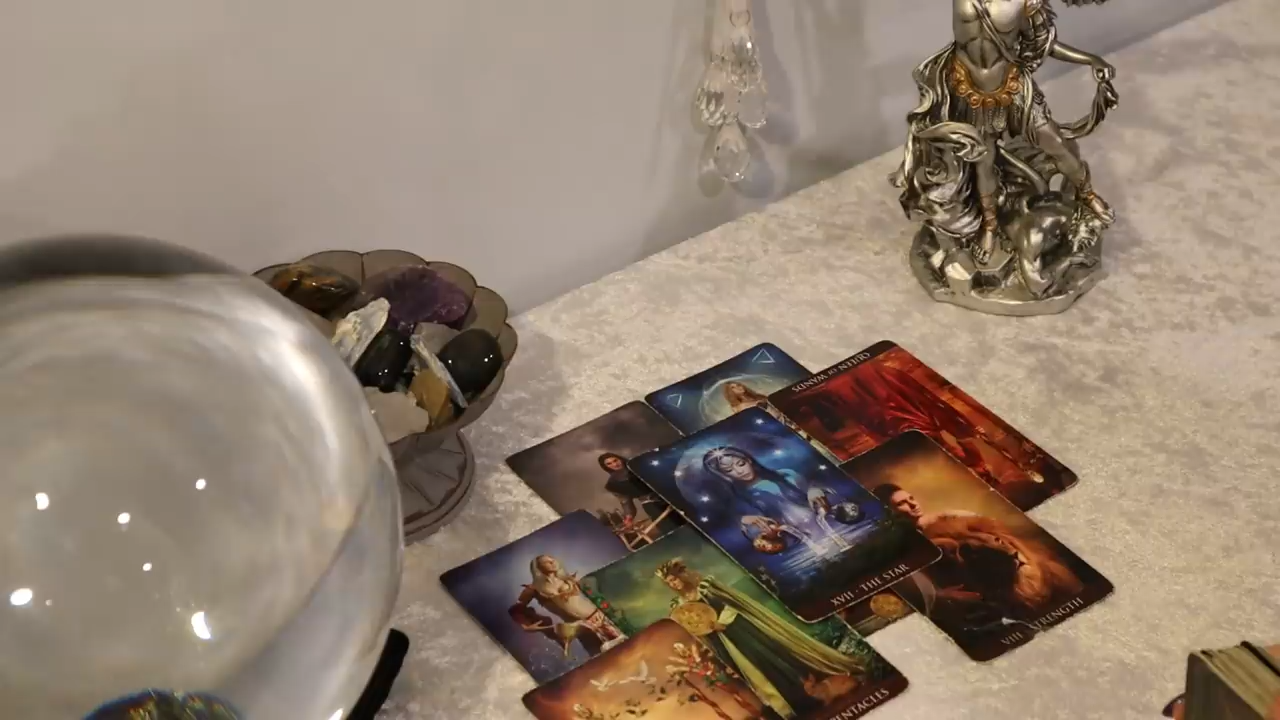 QUEEN OF WANDS
XVII · THE STAR
VIII · STRENGTH
PENTACLES